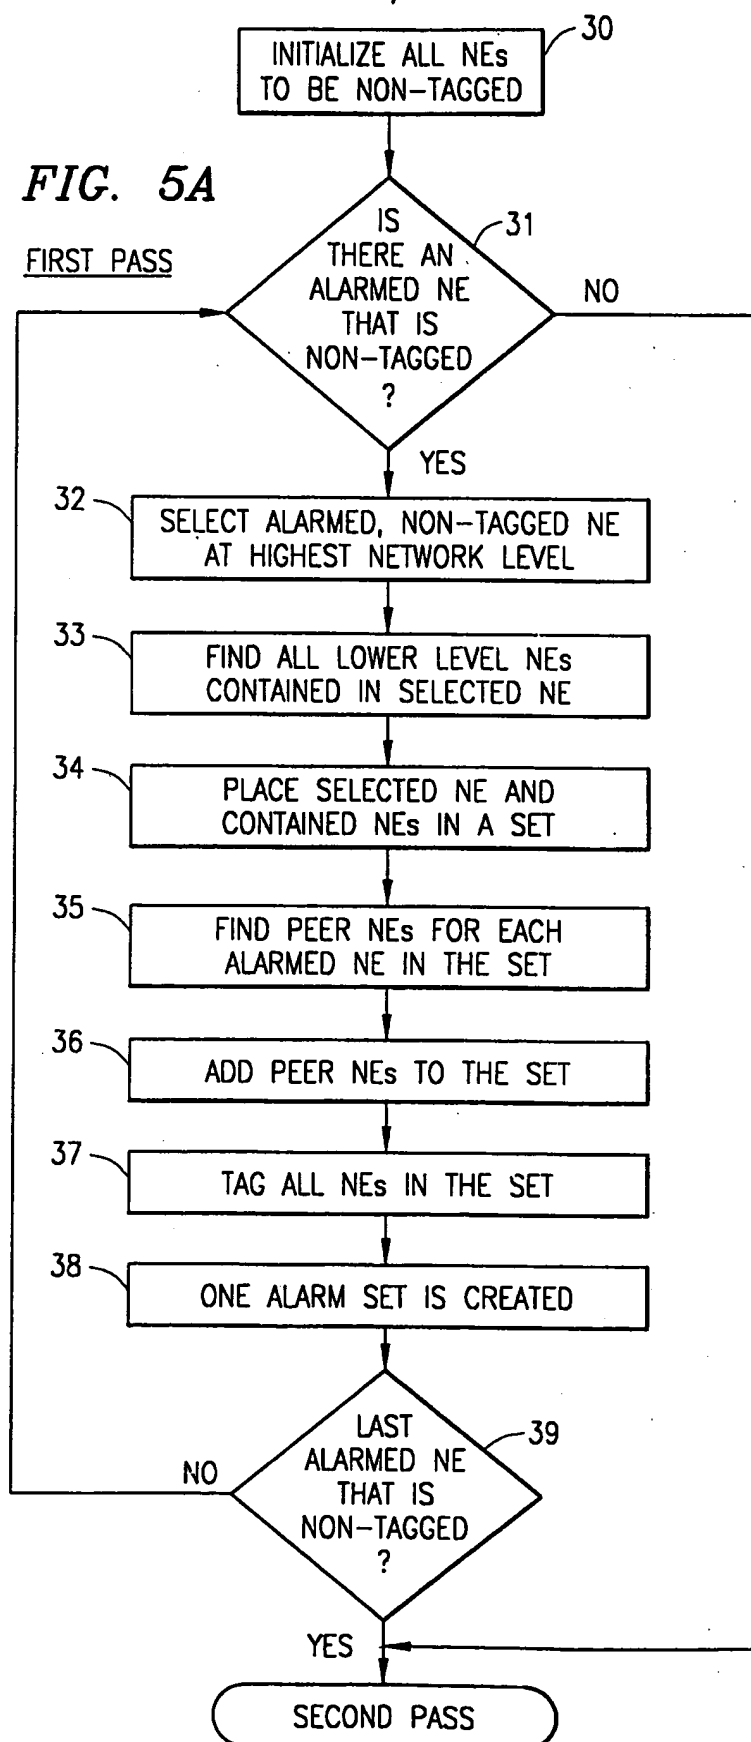 30
INITIALIZE ALL NEs
TO BE NON-TAGGED
FIG. 5A
FIRST PASS
31
IS
THERE AN
ALARMED NE
THAT IS
NON-TAGGED
?
NO
YES
32
SELECT ALARMED, NON-TAGGED NE
AT HIGHEST NETWORK LEVEL
33
FIND ALL LOWER LEVEL NEs
CONTAINED IN SELECTED NE
34
PLACE SELECTED NE AND
CONTAINED NEs IN A SET
35
FIND PEER NEs FOR EACH
ALARMED NE IN THE SET
36
ADD PEER NEs TO THE SET
37
TAG ALL NEs IN THE SET
38
ONE ALARM SET IS CREATED
39
LAST
ALARMED NE
THAT IS
NON-TAGGED
?
NO
YES
SECOND PASS